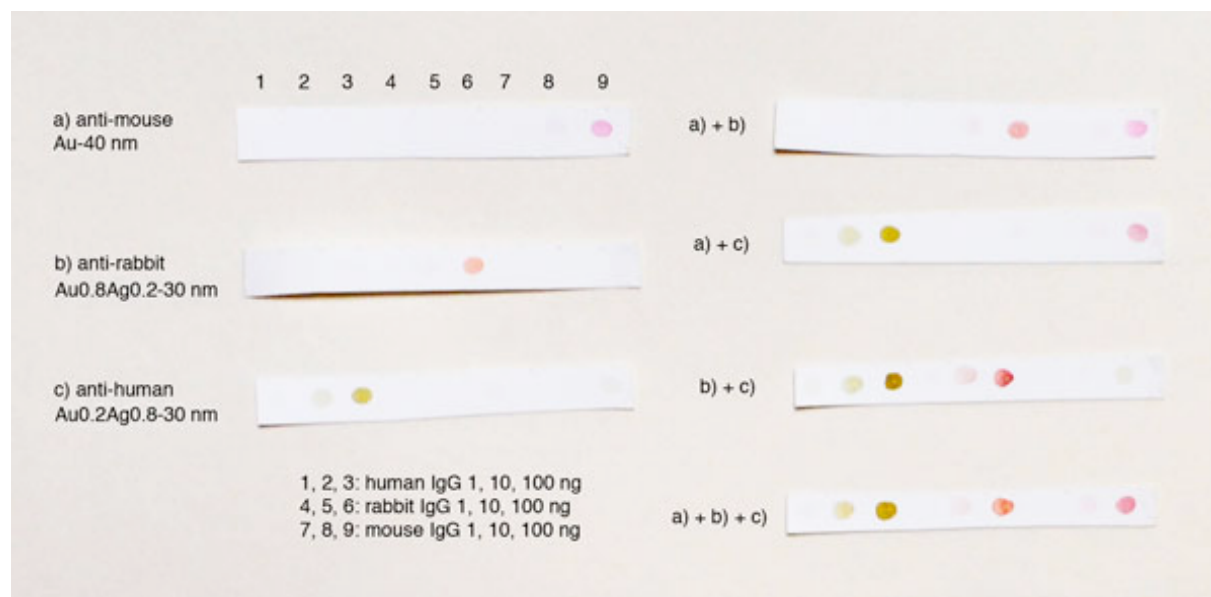 1 2 3 4 5 6 7 8 9
a) anti-mouse
Au-40 nm
a) + b)
b) anti-rabbit
Au0.8Ag0.2-30 nm
a) + c)
c) anti-human
Au0.2Ag0.8-30 nm
b) + c)
1, 2, 3: human IgG 1, 10, 100 ng
4, 5, 6: rabbit IgG 1, 10, 100 ng
7, 8, 9: mouse IgG 1, 10, 100 ng
a) + b) + c)